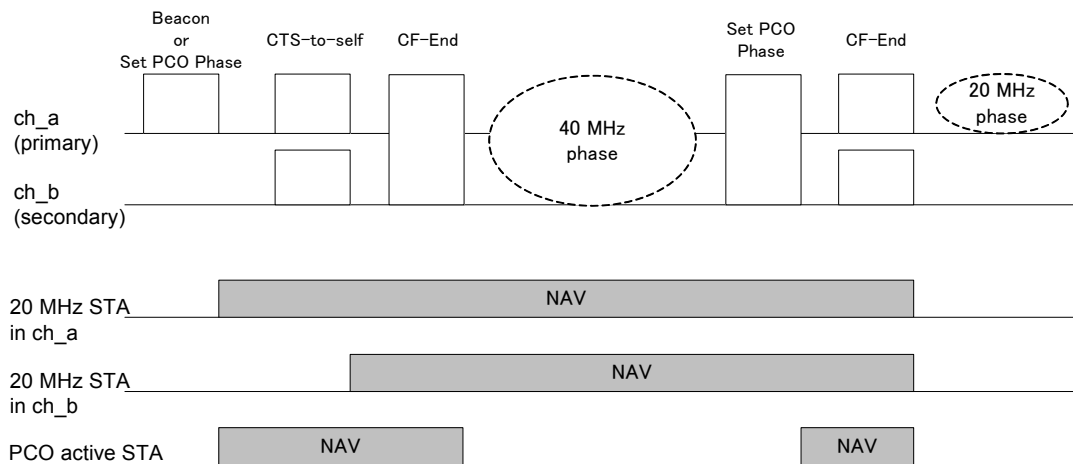 Beacon
or
Set PCO Phase
CTS-to-self
CF-End
Set PCO
Phase
CF-End
ch_a
(primary)
40 MHz
phase
20 MHz
phase
ch_b
(secondary)
20 MHz STA
in ch_a
NAV
20 MHz STA
in ch_b
NAV
PCO active STA
NAV
NAV